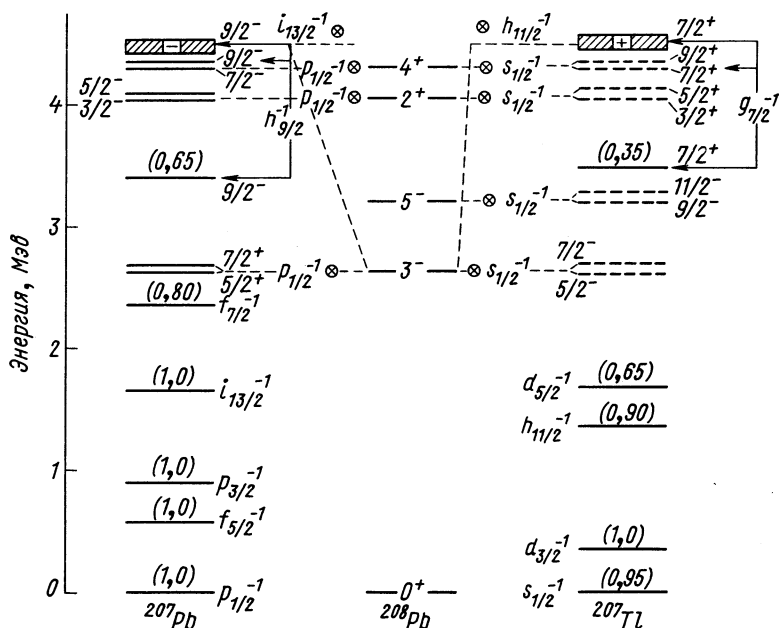 i₁₃/₂⁻¹ ⊗ ⊗ h₁₁/₂⁻¹
9/2⁻ − + 7/2⁺
9/2⁻ p₁/₂⁻¹ ⊗ 4⁺ ⊗ s₁/₂⁻¹ 9/2⁺
7/2⁻ 7/2⁺
5/2⁻ p₁/₂⁻¹ ⊗ 2⁺ ⊗ s₁/₂⁻¹ 5/2⁺
3/2⁻ 3/2⁺
4 h₉/₂⁻¹ g₇/₂⁻¹
(0,65) (0,35) 7/2⁺
9/2⁻ 5⁻ ⊗ s₁/₂⁻¹ 11/2⁻
9/2⁻
3
7/2⁺ 7/2⁻
p₁/₂⁻¹ ⊗ 3⁻ ⊗ s₁/₂⁻¹
5/2⁺ 5/2⁻
(0,80) f₇/₂⁻¹
Энергия, Мэв
2
(1,0) i₁₃/₂⁻¹ d₅/₂⁻¹ (0,65)
h₁₁/₂⁻¹ (0,90)
1
(1,0) p₃/₂⁻¹
(1,0) f₅/₂⁻¹
d₃/₂⁻¹ (1,0)
0 (1,0) p₁/₂⁻¹ 0⁺ s₁/₂⁻¹ (0,95)
²⁰⁷Pb ²⁰⁸Pb ²⁰⁷Tl